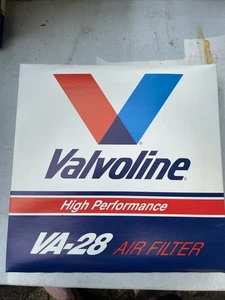 Valvoline®
High Performance
VA-28 AIR FILTER